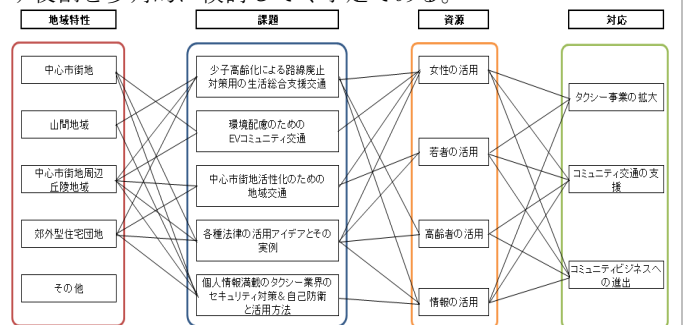 地域特性
課題
資源
対応
中心市街地
山間地域
中心市街地周辺
丘陵地域
郊外型住宅団地
その他
少子高齢化による路線廃止
対策用の生活総合支援交通
環境配慮のための
EVコミュニティ交通
中心市街地活性化のための
地域交通
各種法律の活用アイデアとその
実例
個人情報満載のタクシー業界の
セキュリティ対策&自己防衛
と活用方法
女性の活用
若者の活用
高齢者の活用
情報の活用
タクシー事業の拡大
コミュニティ交通の支
援
コミュニティビジネスへ
の進出